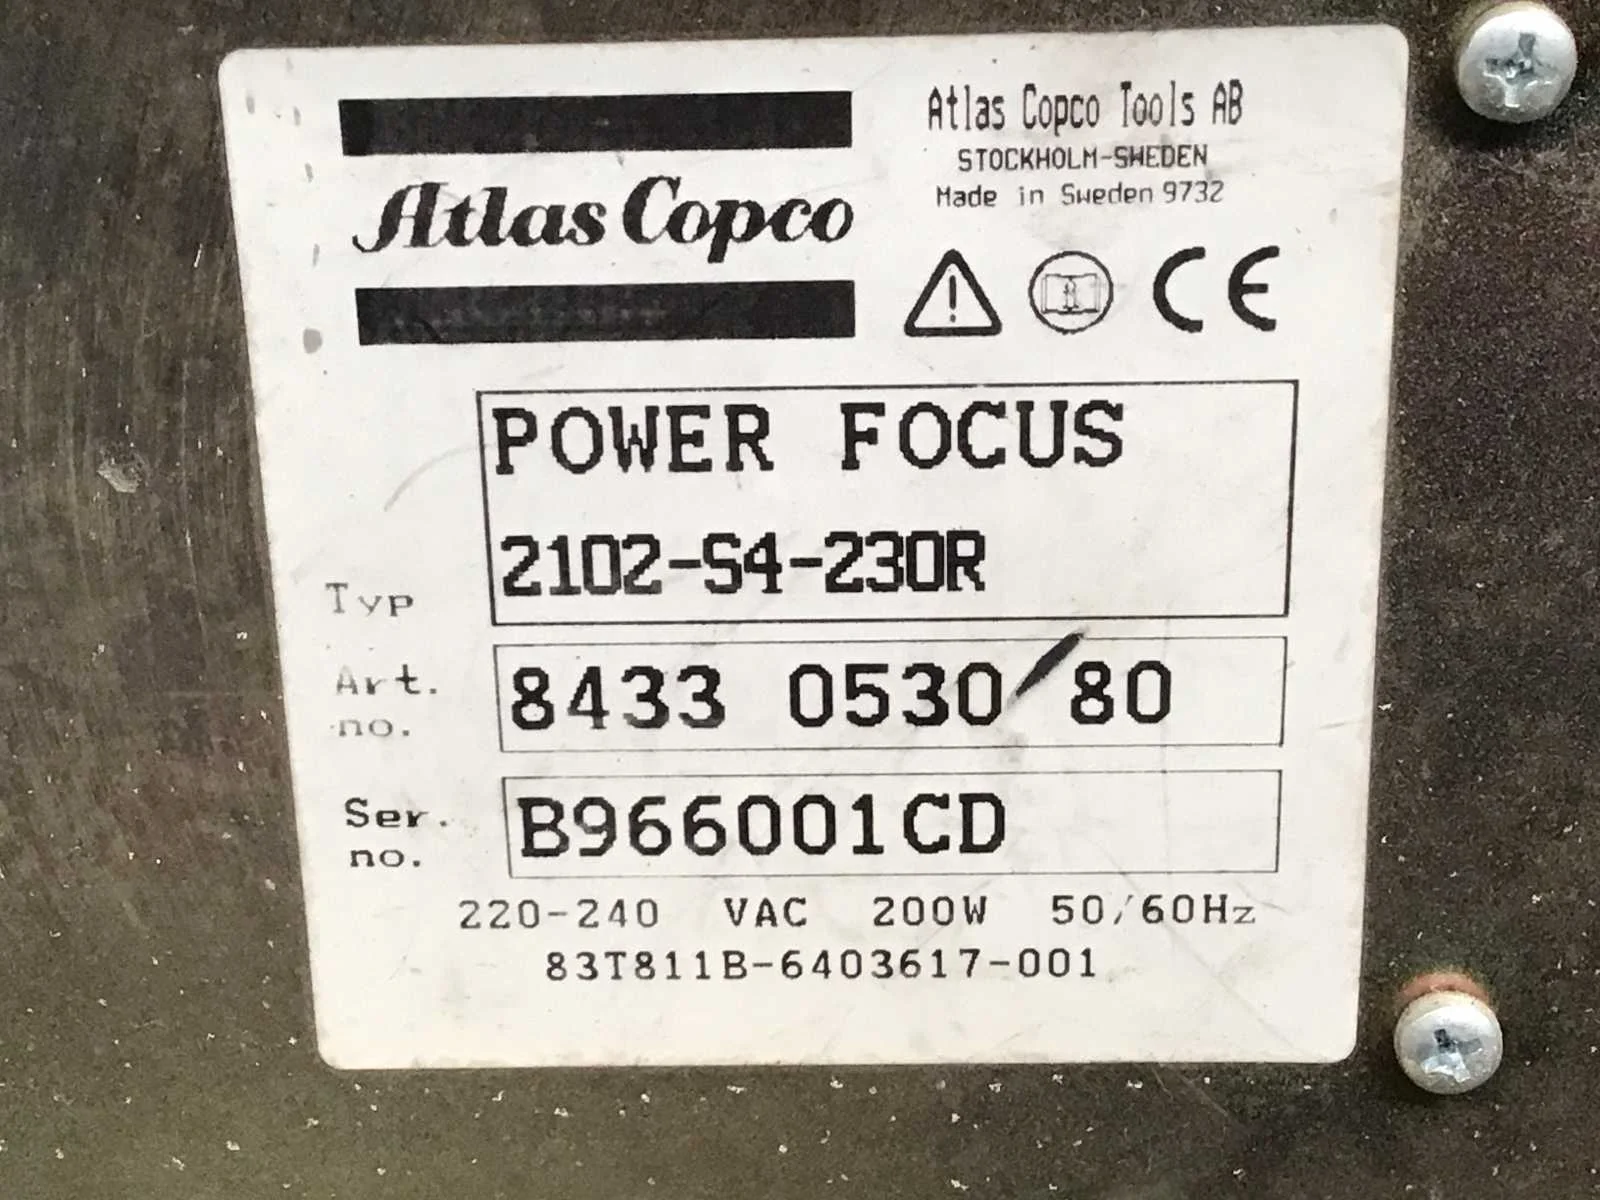 Atlas Copco
Atlas Copco Tools AB
STOCKHOLM-SWEDEN
Made in Sweden 9732
CE
POWER FOCUS
Typ 2102-S4-230R
Art. no. 8433 0530/80
Ser. no. B966001CD
220-240 VAC 200W 50/60Hz
83T811B-6403617-001